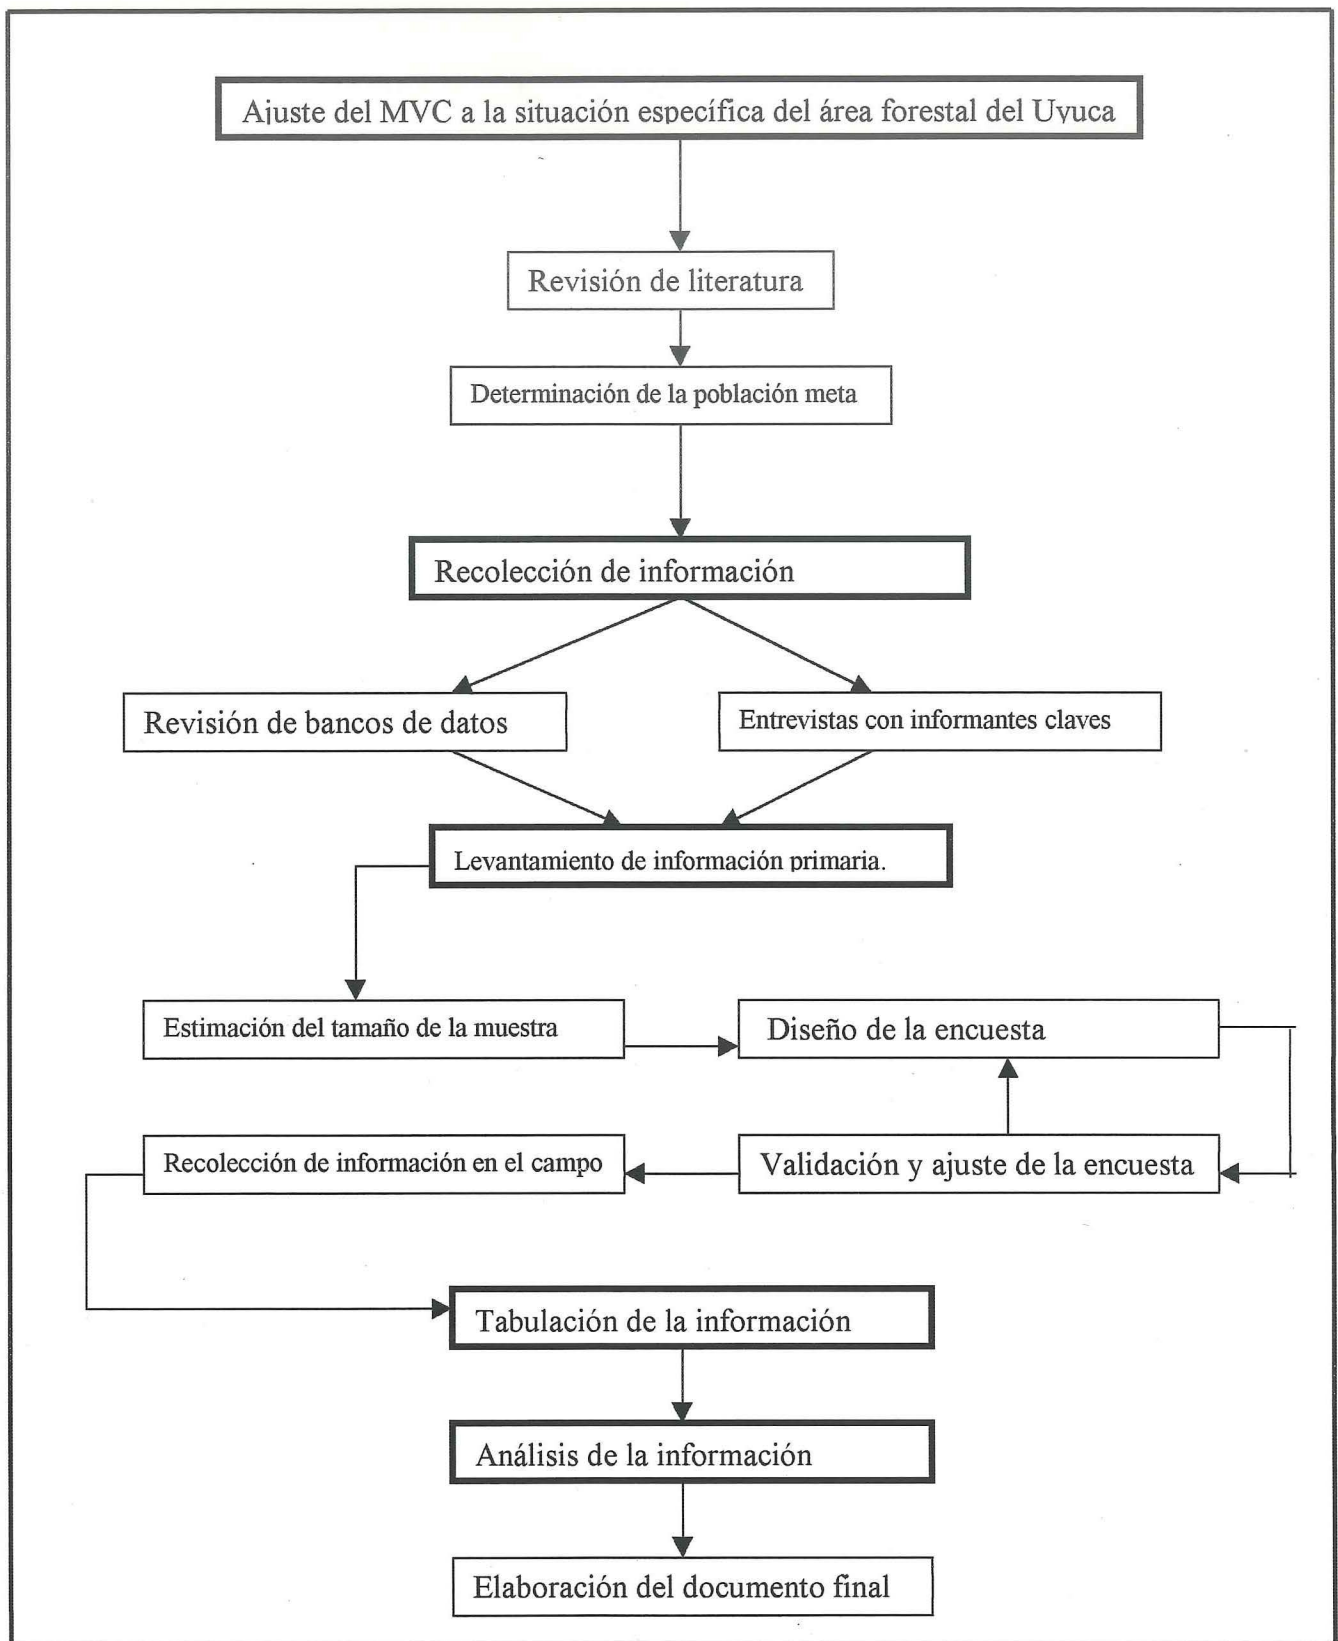 Ajuste del MVC a la situación específica del área forestal del Uyuca
Revisión de literatura
Determinación de la población meta
Recolección de información
Revisión de bancos de datos
Entrevistas con informantes claves
Levantamiento de información primaria.
Estimación del tamaño de la muestra
Diseño de la encuesta
Recolección de información en el campo
Validación y ajuste de la encuesta
Tabulación de la información
Análisis de la información
Elaboración del documento final